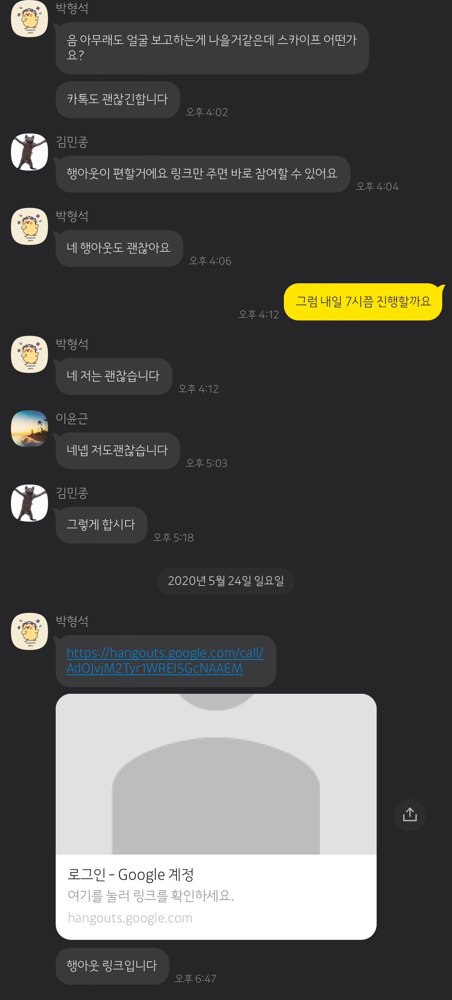 박형석
음 아무래도 얼굴 보고하는게 나을거같은데 스카이프 어떤가
요?
카톡도 괜찮긴합니다
오후 4:02
김민종
행아웃이 편할거에요 링크만 주면 바로 참여할 수 있어요
오후 4:04
박형석
네 행아웃도 괜찮아요
오후 4:06
그럼 내일 7시쯤 진행할까요
오후 4:12
박형석
네 저는 괜찮습니다
오후 4:12
이윤근
네넵 저도괜찮습니다
오후 5:03
김민종
그렇게 합시다
오후 5:18
2020년 5월 24일 일요일
박형석
https://hangouts.google.com/call/
AdOJvjM2Tyr1WREl5GcNAAEM
로그인 - Google 계정
여기를 눌러 링크를 확인하세요.
hangouts.google.com
행아웃 링크입니다
오후 6:47